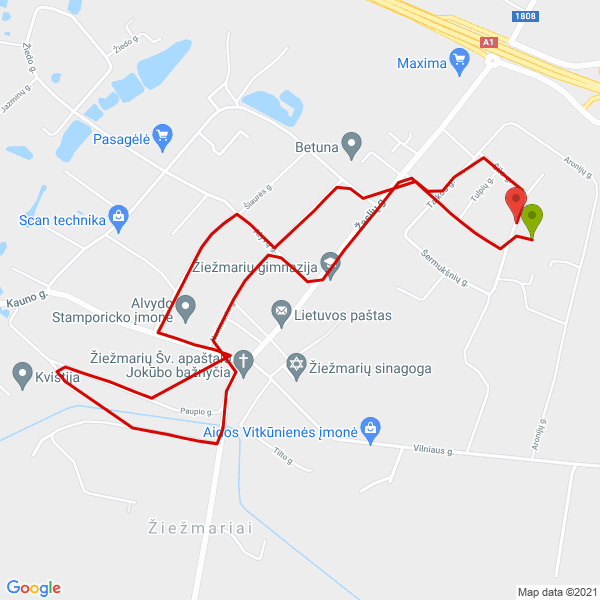 1808
A1
Maxima
Žiedo g.
Žiedo g.
Jazminų g.
Pasagėlė
Betuna
Aronijų g.
Tulpių g.
Šiaurės g.
Scan technika
Žaslių g.
Šermukšnių g.
Žiežmarių gimnazija
Kauno g.
Alvydo
Stamporicko įmonė
Lietuvos paštas
Žiežmarių Šv. apaštalo
Jokūbo bažnyčia
Žiežmarių sinagoga
Kvistija
Paupio g.
Aidos Vitkūnienės įmonė
Vilniaus g.
Aronijų g.
Tilto g.
Žiežmariai
Google
Map data ©2021